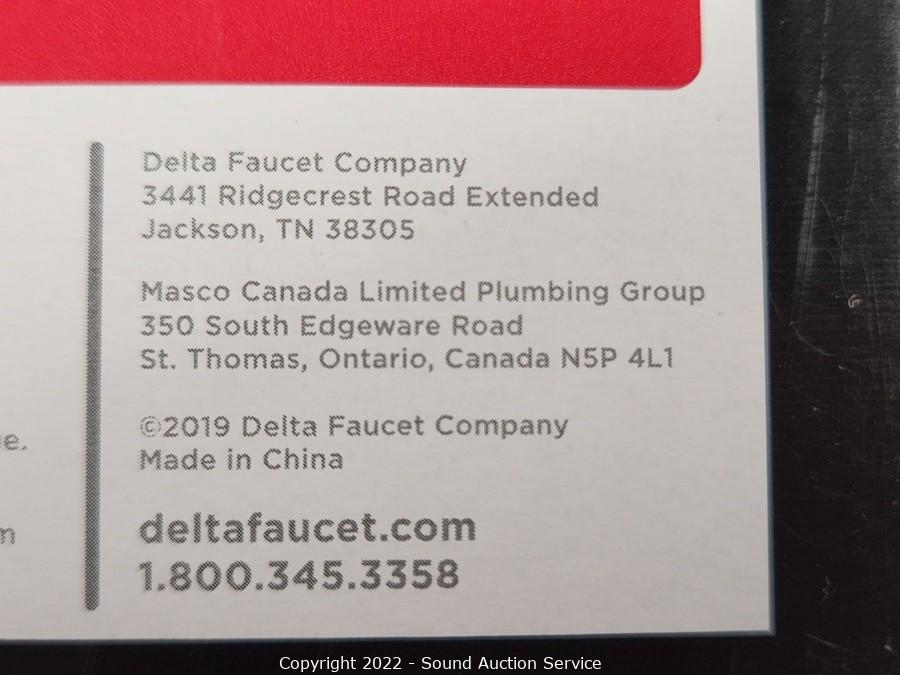 Delta Faucet Company
3441 Ridgecrest Road Extended
Jackson, TN 38305
Masco Canada Limited Plumbing Group
350 South Edgeware Road
St. Thomas, Ontario, Canada N5P 4L1
©2019 Delta Faucet Company
Made in China
deltafaucet.com
1.800.345.3358
Copyright 2022 - Sound Auction Service